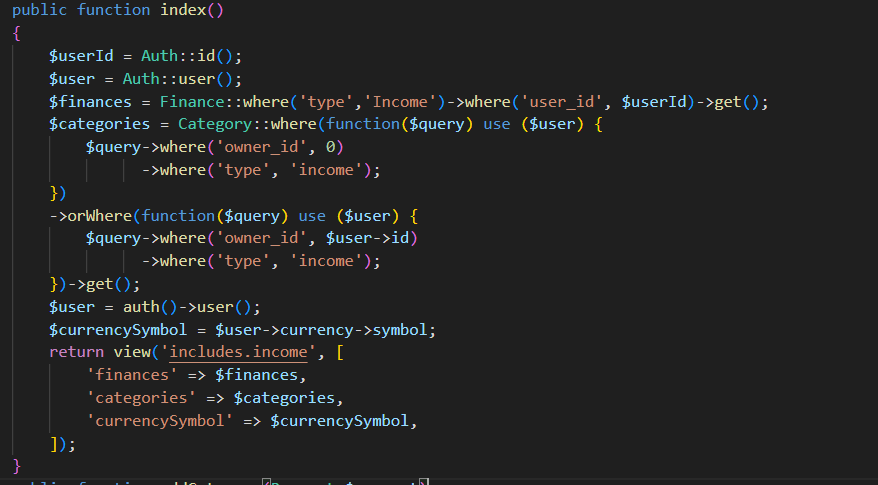 public function index()
{
    $userId = Auth::id();
    $user = Auth::user();
    $finances = Finance::where('type','Income')->where('user_id', $userId)->get();
    $categories = Category::where(function($query) use ($user) {
        $query->where('owner_id', 0)
              ->where('type', 'income');
    })
    ->orWhere(function($query) use ($user) {
        $query->where('owner_id', $user->id)
              ->where('type', 'income');
    })->get();
    $user = auth()->user();
    $currencySymbol = $user->currency->symbol;
    return view('includes.income', [
        'finances' => $finances,
        'categories' => $categories,
        'currencySymbol' => $currencySymbol,
    ]);
}